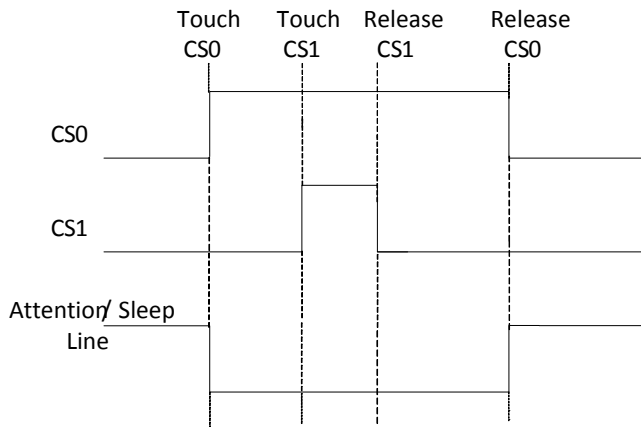 Touch Touch Release Release
CS0 CS1 CS1 CS0
CS0
CS1
Attention/ Sleep
Line